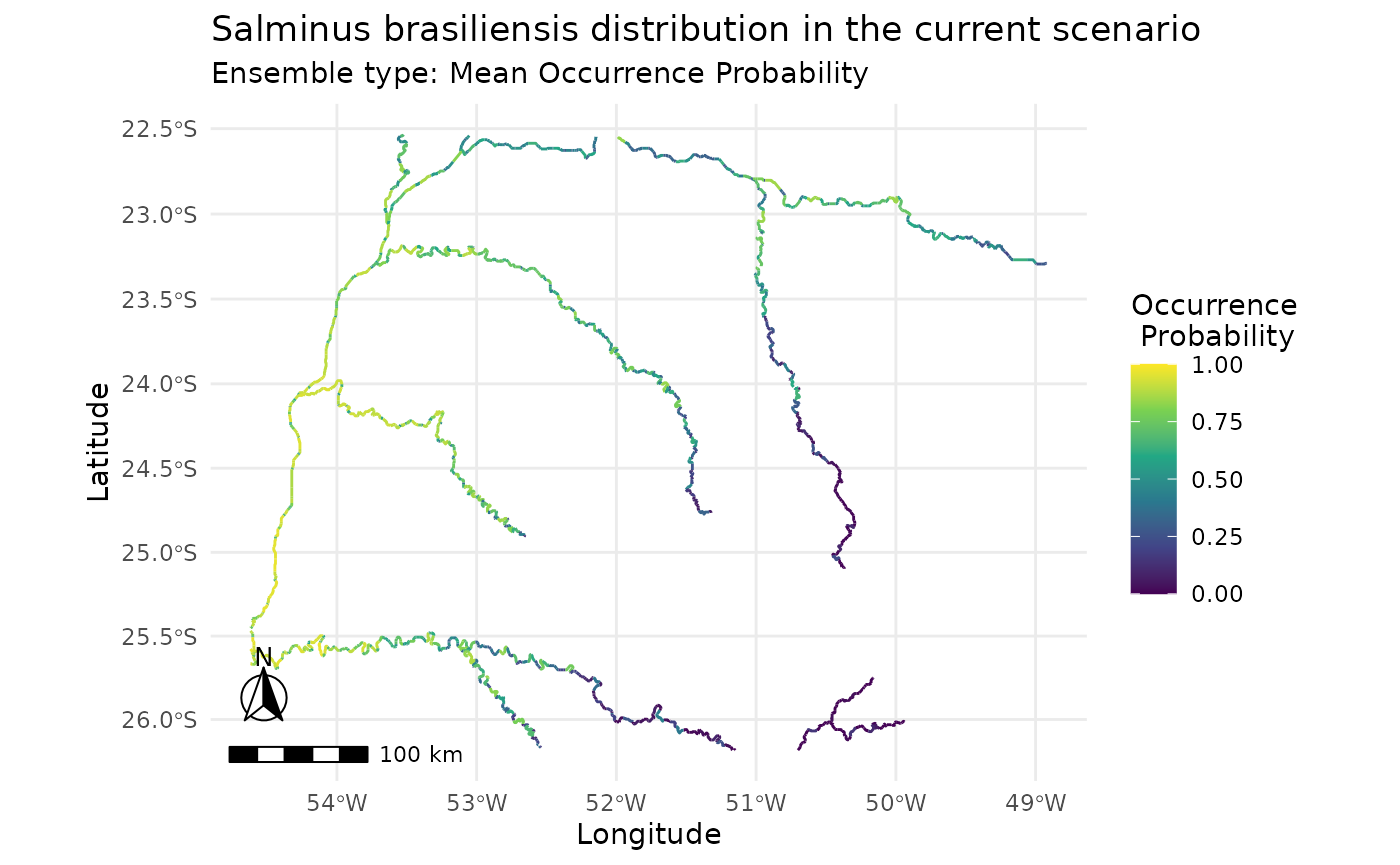 Salminus brasiliensis distribution in the current scenario
Ensemble type: Mean Occurrence Probability
22.5°S
23.0°S
23.5°S
24.0°S
24.5°S
25.0°S
25.5°S
26.0°S
Latitude
N
100 km
54°W
53°W
52°W
51°W
50°W
49°W
Longitude
Occurrence
Probability
1.00
0.75
0.50
0.25
0.00